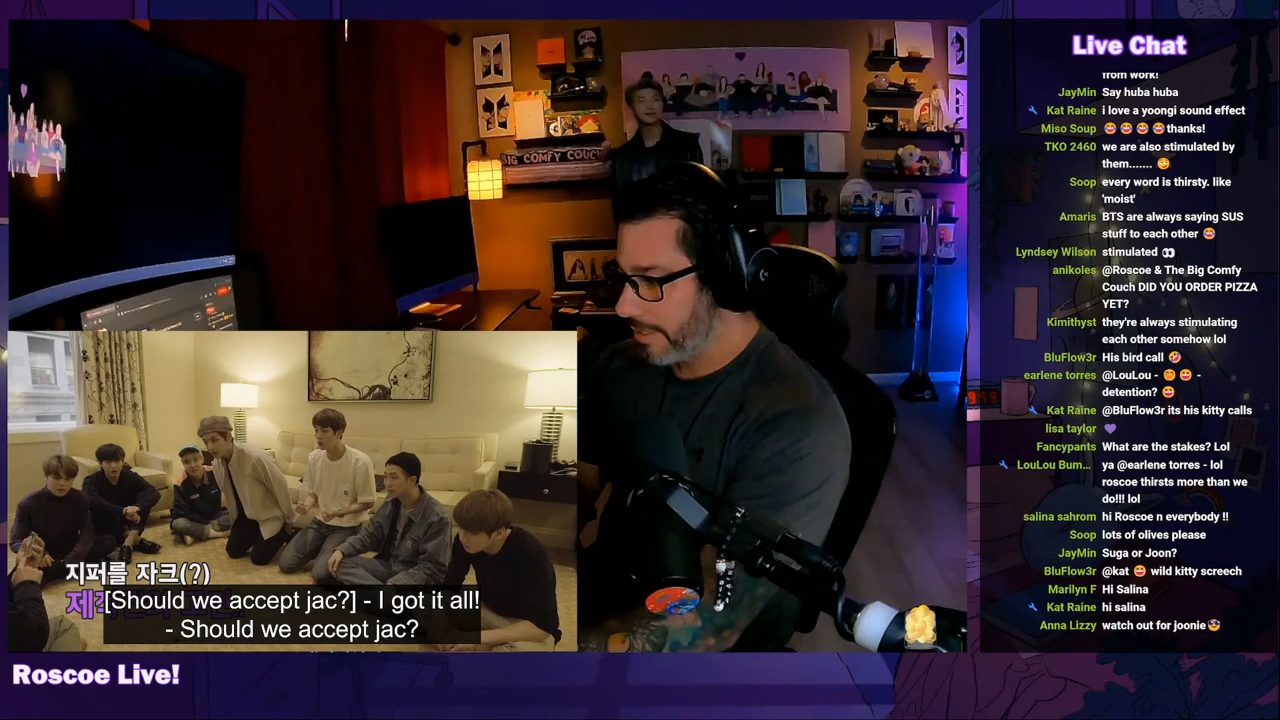 Live Chat
from work!
JayMin Say huba huba
Kat Raine i love a yoongi sound effect
Miso Soup 😂😂😂😂thanks!
TKO 2460 we are also stimulated by
them....... 😳
Soop every word is thirsty. like
'moist'
Amaris BTS are always saying SUS
stuff to each other 😂
Lyndsey Wilson stimulated 👀
anikoles @Roscoe & The Big Comfy
Couch DID YOU ORDER PIZZA
YET?
Kimithyst they're always stimulating
each other somehow lol
BluFlow3r His bird call 🤣
earlene torres @LouLou - 🤭 😄 -
detention? 😄
Kat Raine @BluFlow3r its his kitty calls
lisa taylor 💜
Fancypants What are the stakes? Lol
LouLou Bum... ya @earlene torres - lol
roscoe thirsts more than we
do!!! lol
salina sahrom hi Roscoe n everybody !!
Soop lots of olives please
JayMin Suga or Joon?
BluFlow3r @kat 😄 wild kitty screech
Marilyn F Hi Salina
Kat Raine hi salina
Anna Lizzy watch out for joonie😎
BIG COMFY COUCH
9:59
지퍼를 자크(?)
[Should we accept jac?] - I got it all!
- Should we accept jac?
Roscoe Live!